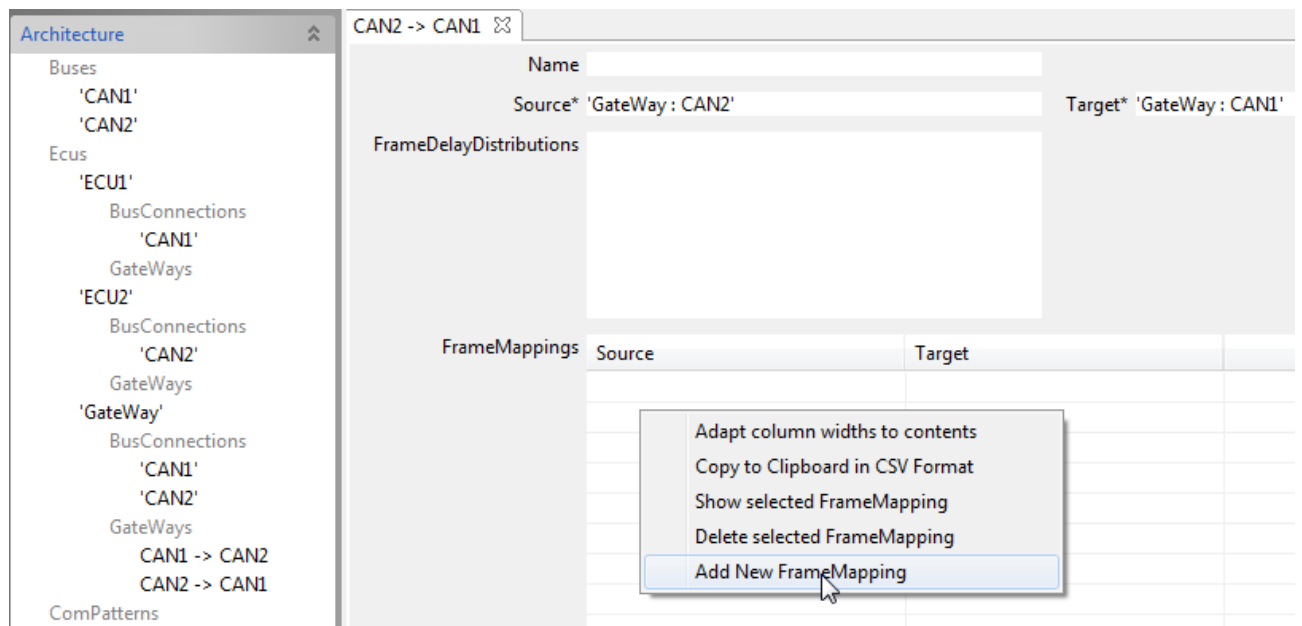 Architecture
Buses
'CAN1'
'CAN2'
Ecus
'ECU1'
BusConnections
'CAN1'
GateWays
'ECU2'
BusConnections
'CAN2'
GateWays
'GateWay'
BusConnections
'CAN1'
'CAN2'
GateWays
CAN1 -> CAN2
CAN2 -> CAN1
ComPatterns
CAN2 -> CAN1
Name
Source* 'GateWay : CAN2' Target* 'GateWay : CAN1'
FrameDelayDistributions
FrameMappings Source Target
Adapt column widths to contents
Copy to Clipboard in CSV Format
Show selected FrameMapping
Delete selected FrameMapping
Add New FrameMapping